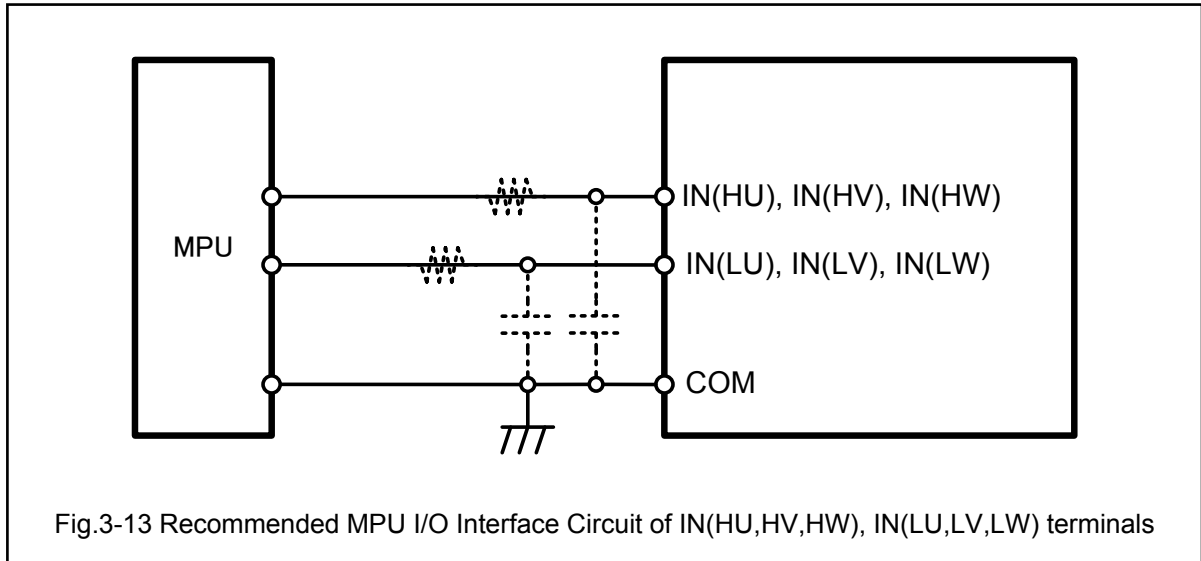 IN(HU), IN(HV), IN(HW)
MPU
IN(LU), IN(LV), IN(LW)
COM
Fig.3-13 Recommended MPU I/O Interface Circuit of IN(HU,HV,HW), IN(LU,LV,LW) terminals